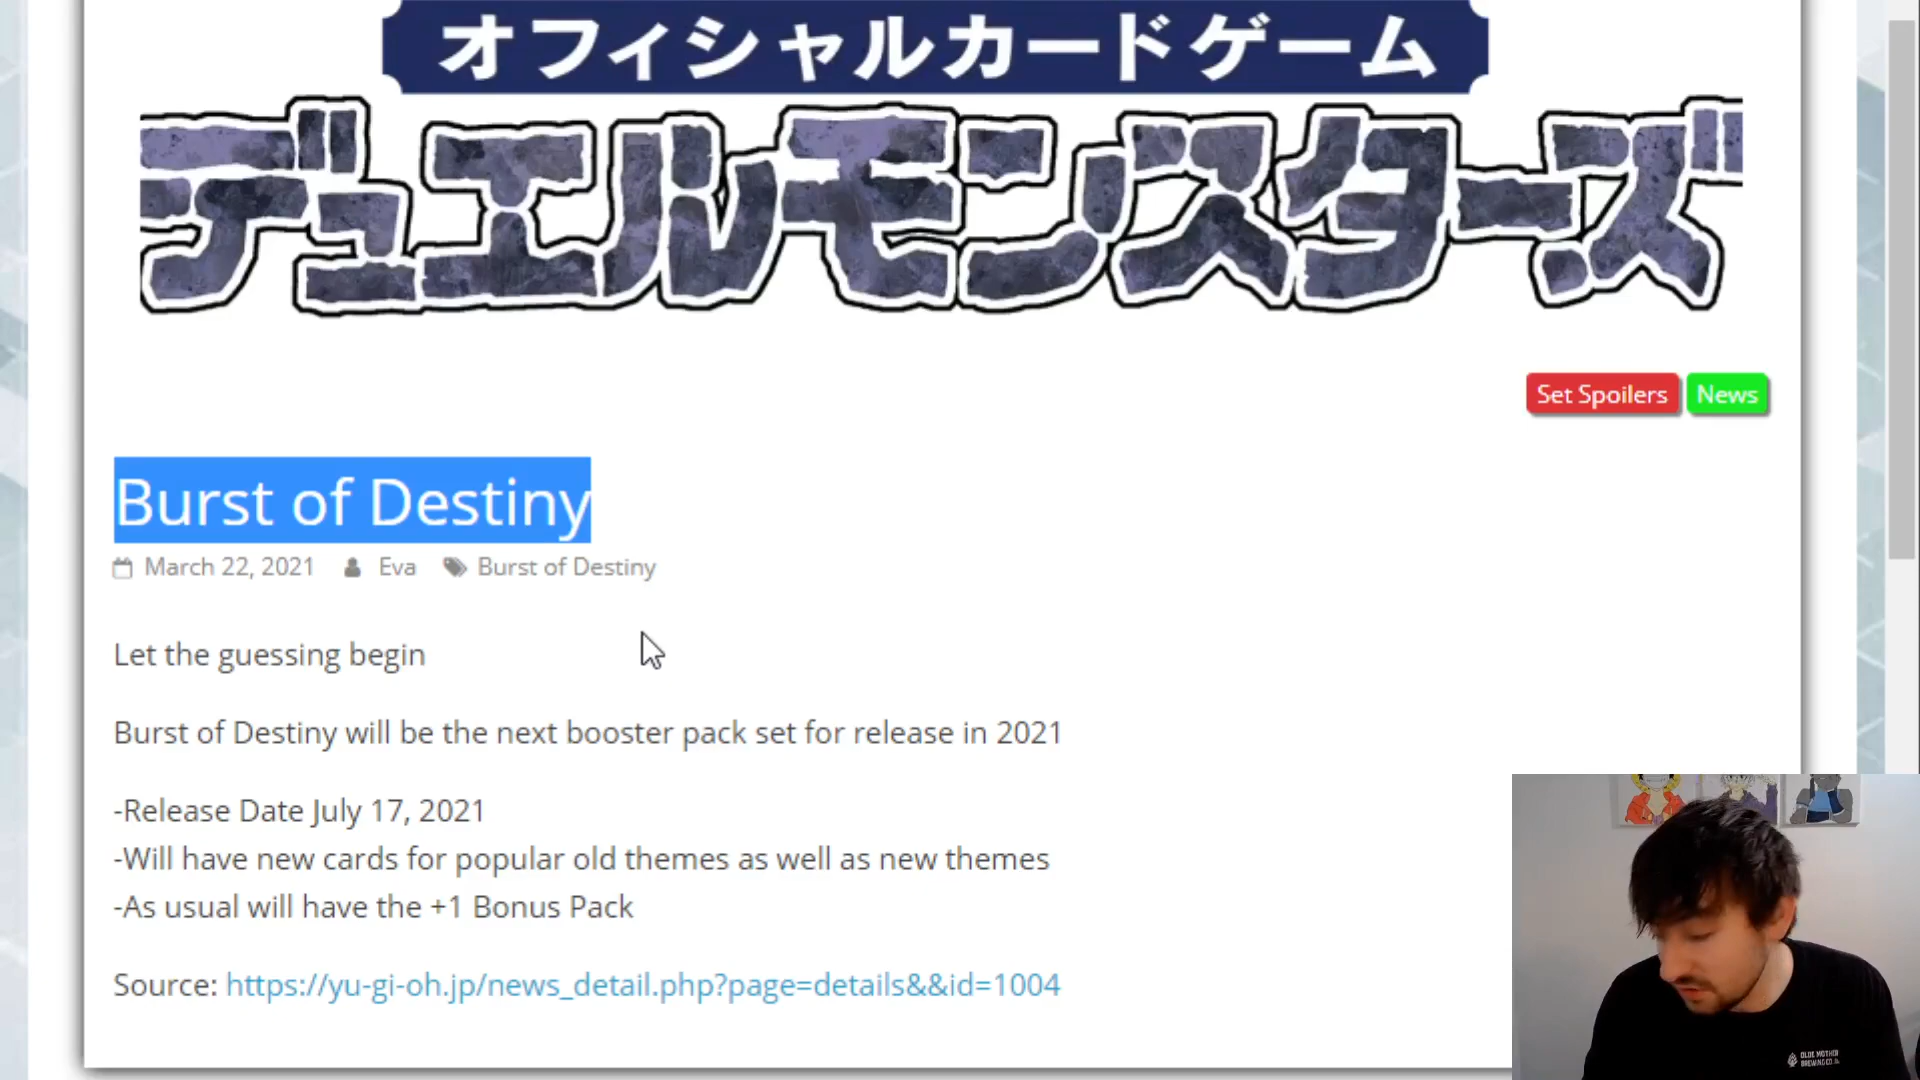 オフィシャルカードゲーム
デュエルモンスターズ
Set Spoilers News
Burst of Destiny
March 22, 2021 Eva Burst of Destiny
Let the guessing begin
Burst of Destiny will be the next booster pack set for release in 2021
-Release Date July 17, 2021
-Will have new cards for popular old themes as well as new themes
-As usual will have the +1 Bonus Pack
Source: https://yu-gi-oh.jp/news_detail.php?page=details&&id=1004
OLDE MOTHER
BREWING CO.